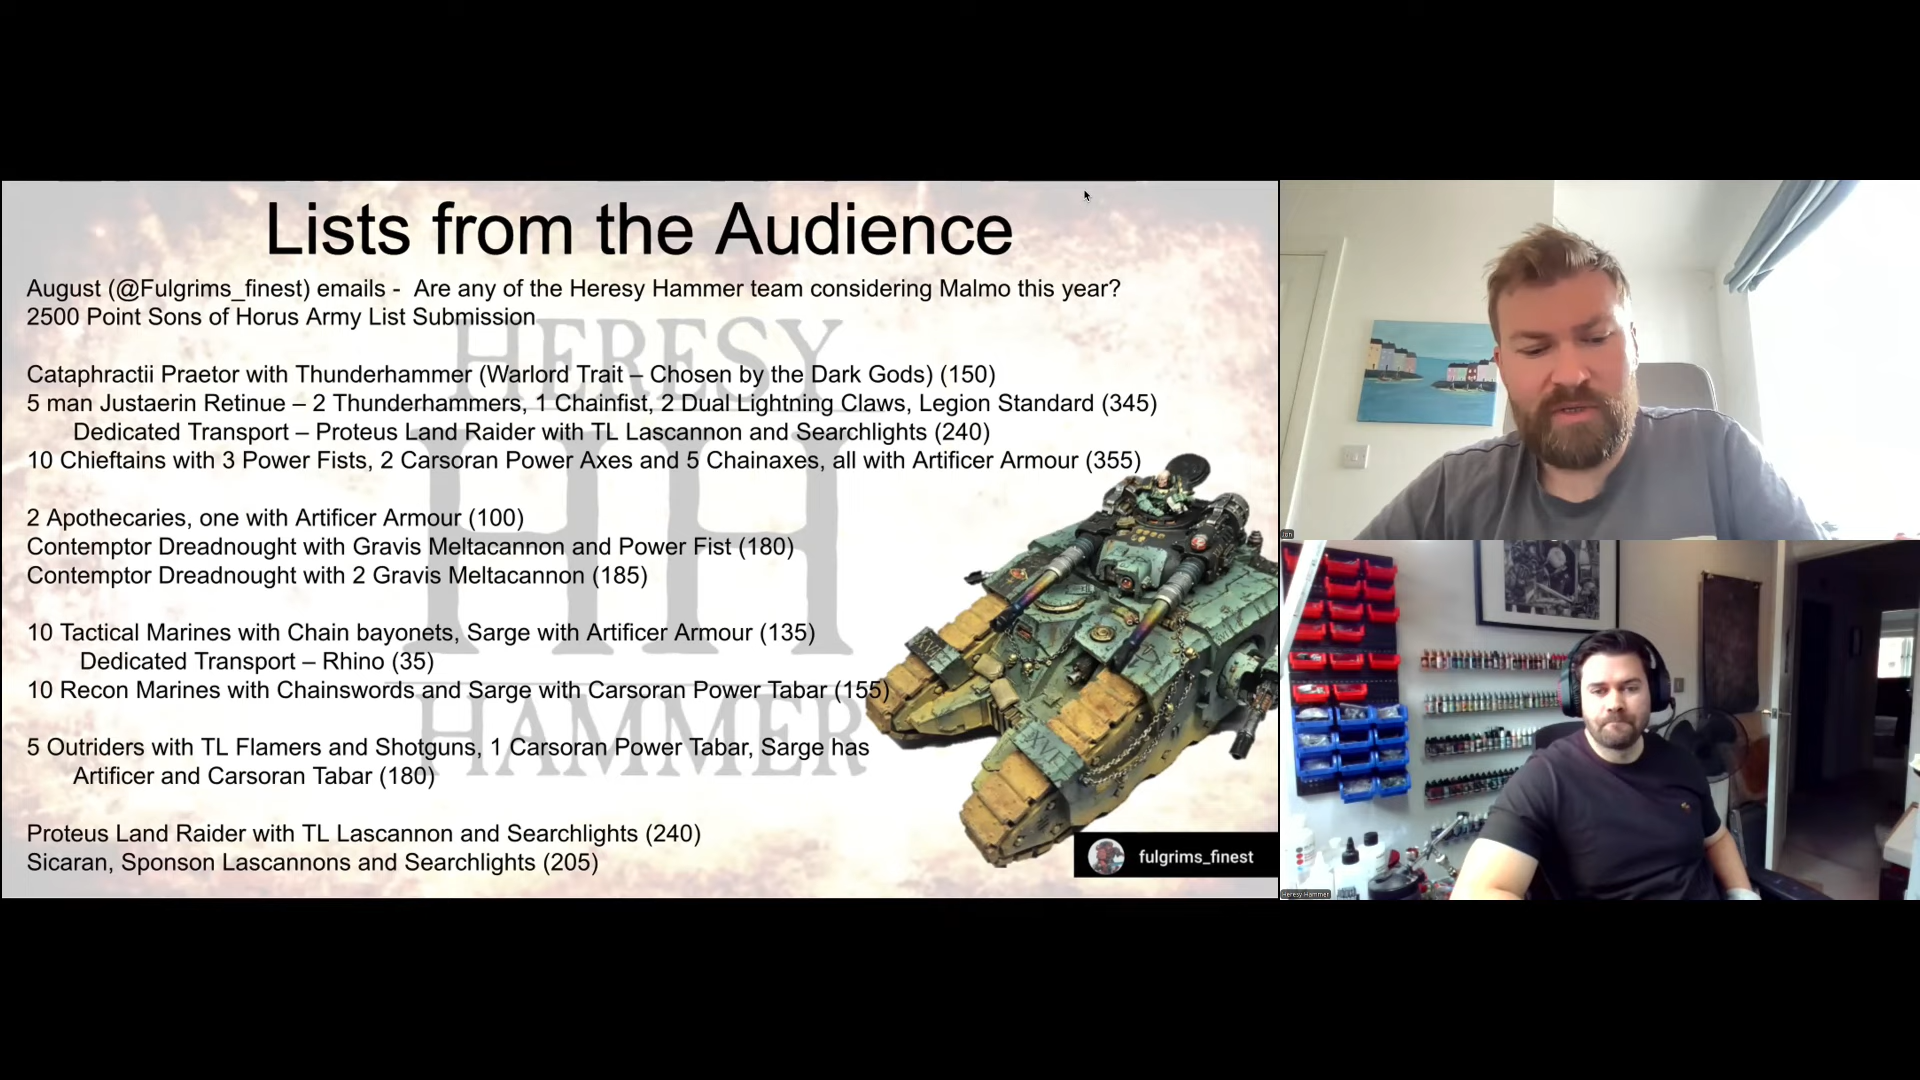 Lists from the Audience
August (@Fulgrims_finest) emails -  Are any of the Heresy Hammer team considering Malmo this year?
2500 Point Sons of Horus Army List Submission
HERESY
Cataphractii Praetor with Thunderhammer (Warlord Trait – Chosen by the Dark Gods) (150)
5 man Justaerin Retinue – 2 Thunderhammers, 1 Chainfist, 2 Dual Lightning Claws, Legion Standard (345)
Dedicated Transport – Proteus Land Raider with TL Lascannon and Searchlights (240)
10 Chieftains with 3 Power Fists, 2 Carsoran Power Axes and 5 Chainaxes, all with Artificer Armour (355)
HH
2 Apothecaries, one with Artificer Armour (100)
Contemptor Dreadnought with Gravis Meltacannon and Power Fist (180)
Contemptor Dreadnought with 2 Gravis Meltacannon (185)
10 Tactical Marines with Chain bayonets, Sarge with Artificer Armour (135)
Dedicated Transport – Rhino (35)
10 Recon Marines with Chainswords and Sarge with Carsoran Power Tabar (155)
HAMMER
5 Outriders with TL Flamers and Shotguns, 1 Carsoran Power Tabar, Sarge has
Artificer and Carsoran Tabar (180)
Proteus Land Raider with TL Lascannon and Searchlights (240)
Sicaran, Sponson Lascannons and Searchlights (205)
XVI
XVI
fulgrims_finest
Jon
Heresy Hammer